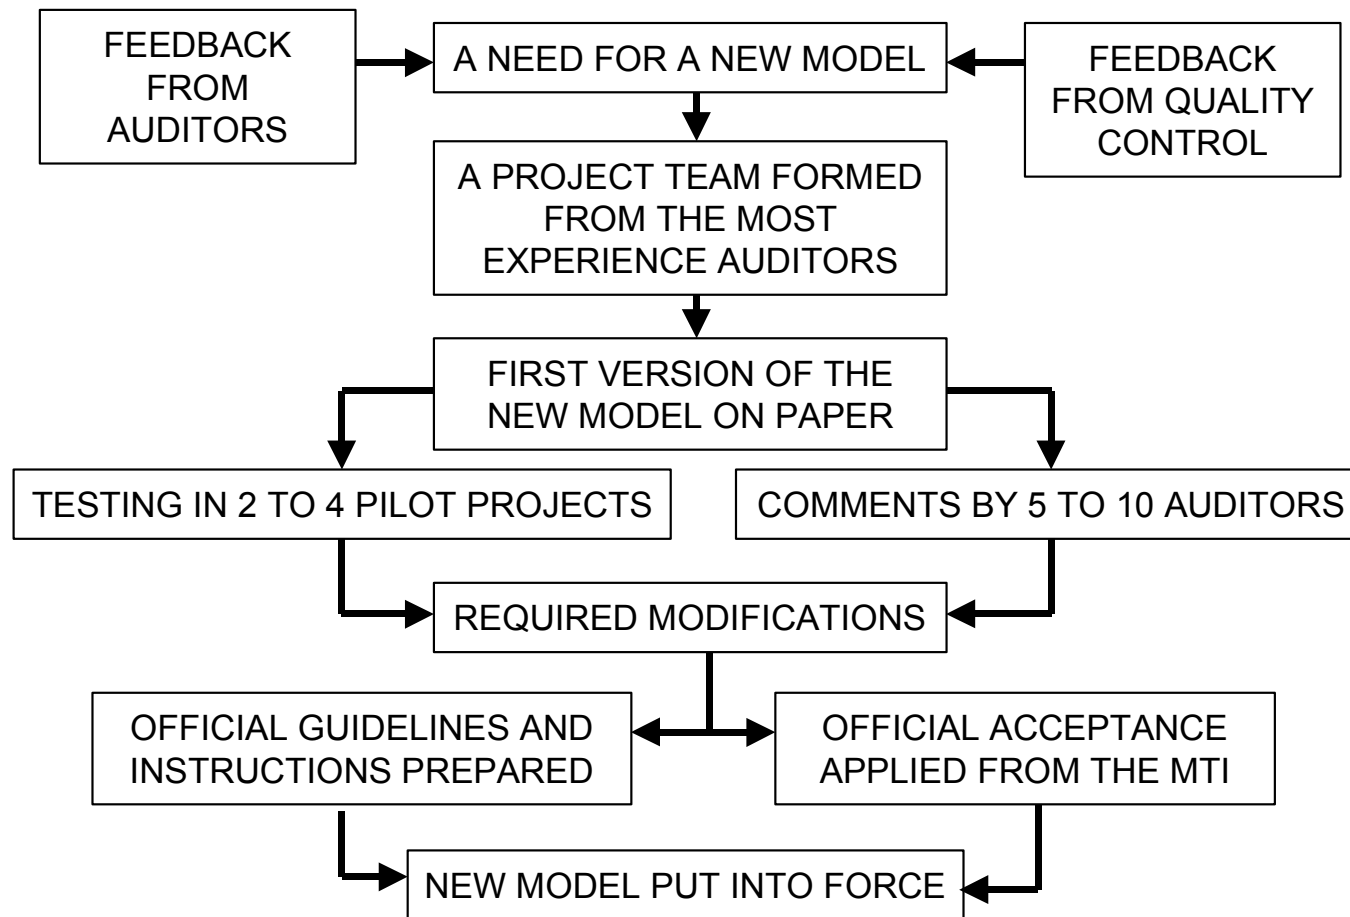 FEEDBACK
FROM
AUDITORS
A NEED FOR A NEW MODEL
FEEDBACK
FROM QUALITY
CONTROL
A PROJECT TEAM FORMED
FROM THE MOST
EXPERIENCE AUDITORS
FIRST VERSION OF THE
NEW MODEL ON PAPER
TESTING IN 2 TO 4 PILOT PROJECTS
COMMENTS BY 5 TO 10 AUDITORS
REQUIRED MODIFICATIONS
OFFICIAL GUIDELINES AND
INSTRUCTIONS PREPARED
OFFICIAL ACCEPTANCE
APPLIED FROM THE MTI
NEW MODEL PUT INTO FORCE